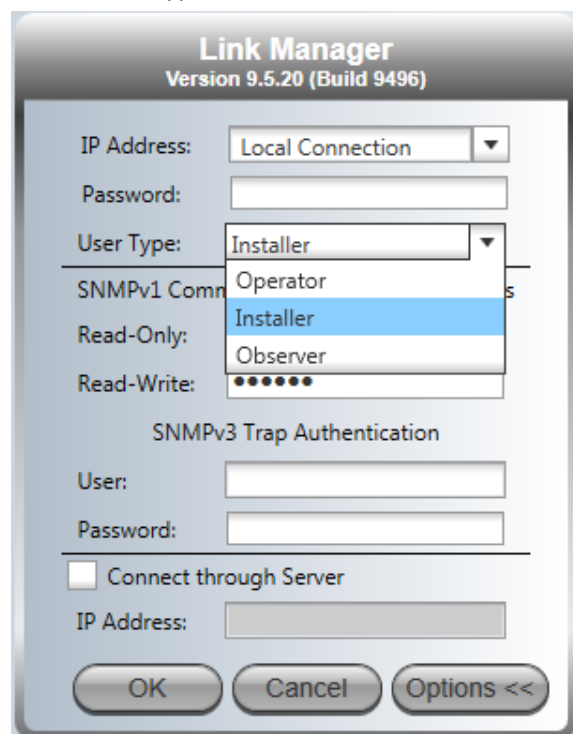 Link Manager
Version 9.5.20 (Build 9496)
IP Address: Local Connection
Password:
User Type: Installer
Operator
SNMPv1 s
Installer
Read-Only:
Observer
Read-Write: ●●●●●●
SNMPv3 Trap Authentication
User:
Password:
Connect through Server
IP Address:
OK Cancel Options <<